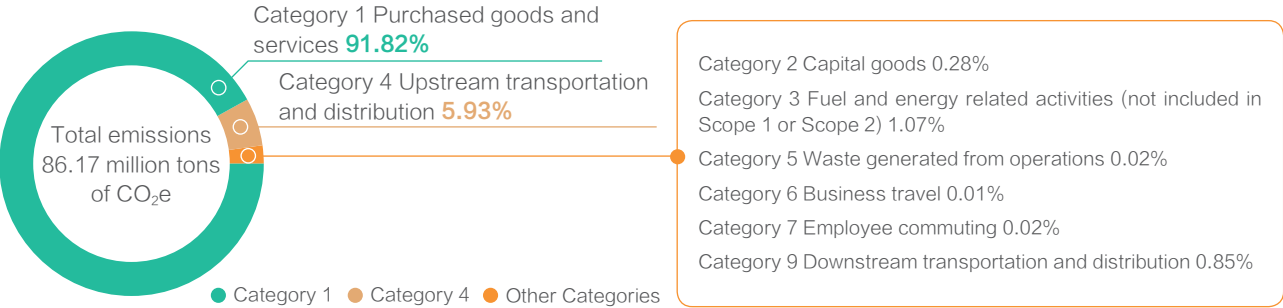 Category 1 Purchased goods and
services 91.82%
Category 4 Upstream transportation
and distribution 5.93%
Total emissions
86.17 million tons
of CO₂e
Category 2 Capital goods 0.28%
Category 3 Fuel and energy related activities (not included in
Scope 1 or Scope 2) 1.07%
Category 5 Waste generated from operations 0.02%
Category 6 Business travel 0.01%
Category 7 Employee commuting 0.02%
Category 9 Downstream transportation and distribution 0.85%
Category 1 Category 4 Other Categories